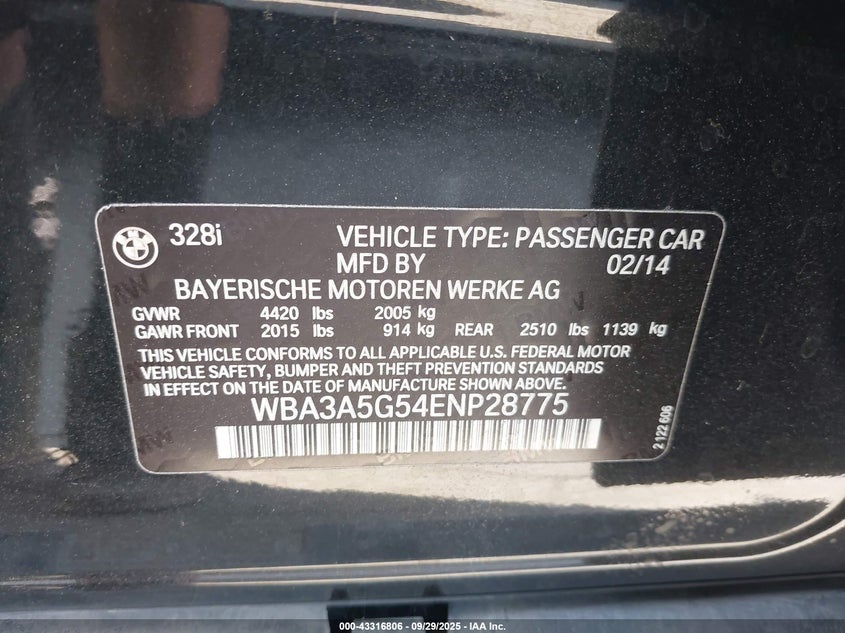 328i VEHICLE TYPE: PASSENGER CAR
MFD BY 02/14
BAYERISCHE MOTOREN WERKE AG
GVWR 4420 lbs 2005 kg
GAWR FRONT 2015 lbs 914 kg REAR 2510 lbs 1139 kg
THIS VEHICLE CONFORMS TO ALL APPLICABLE U.S. FEDERAL MOTOR
VEHICLE SAFETY, BUMPER AND THEFT PREVENTION STANDARDS
IN EFFECT ON THE DATE OF MANUFACTURE SHOWN ABOVE.
WBA3A5G54ENP28775
2 122 606
000-43316806 - 09/29/2025 - © IAA Inc.